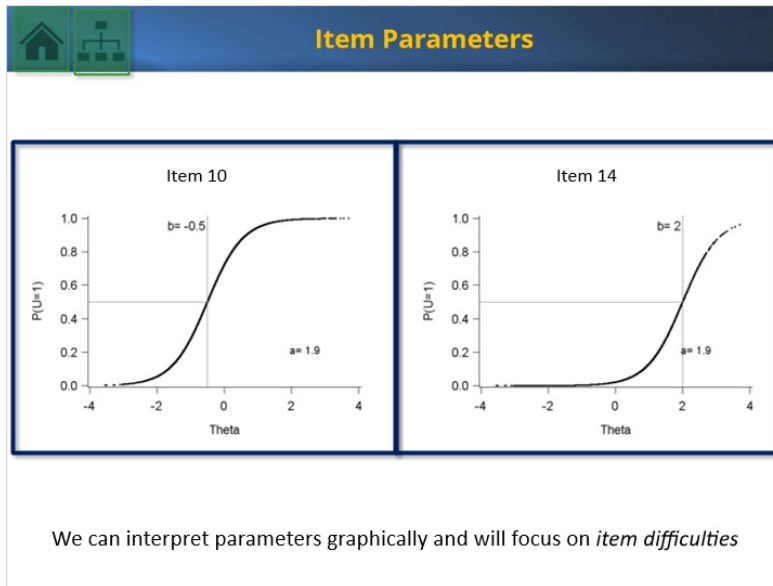 Item Parameters
Item 10
b= -0.5
1.0
0.8
0.6
0.4
0.2
0.0
P(U=1)
a= 1.9
-4
-2
0
2
4
Theta
Item 14
b= 2
1.0
0.8
0.6
0.4
0.2
0.0
P(U=1)
a= 1.9
-4
-2
0
2
4
Theta
We can interpret parameters graphically and will focus on item difficulties